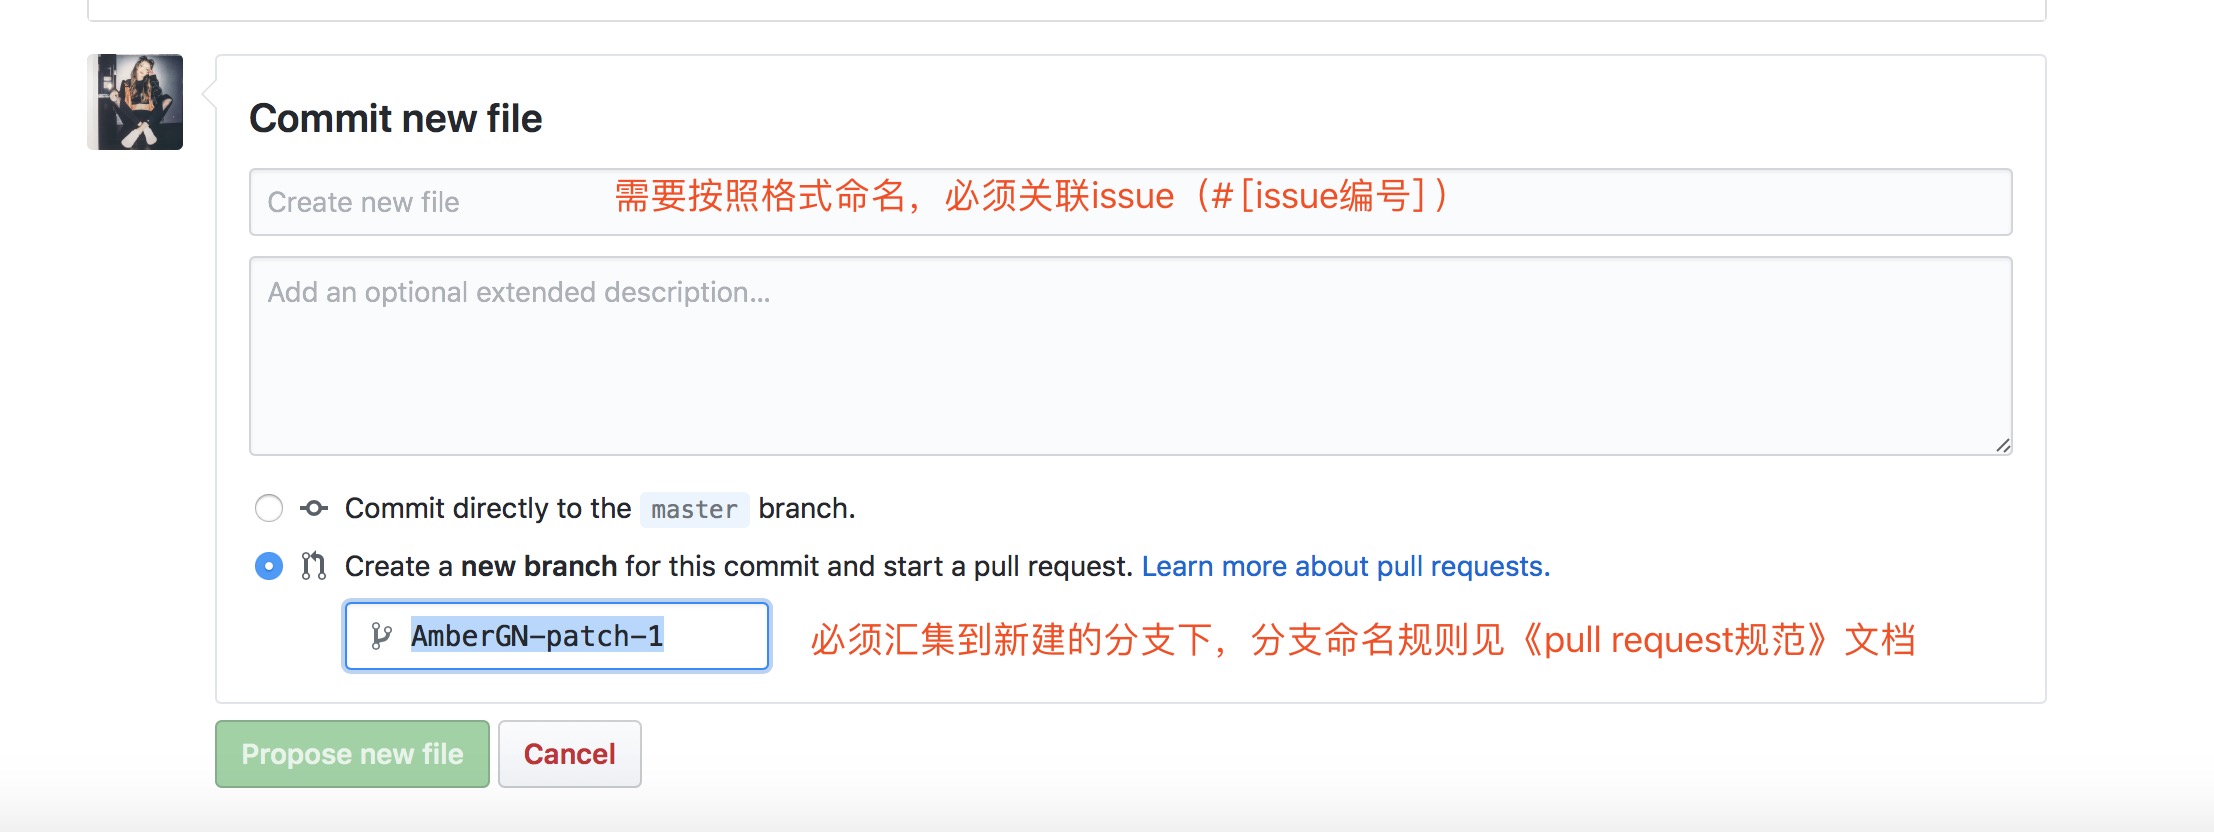 Commit new file
Create new file 需要按照格式命名，必须关联issue（#[issue编号]）
Add an optional extended description...
Commit directly to the master branch.
Create a new branch for this commit and start a pull request. Learn more about pull requests.
AmberGN-patch-1 必须汇集到新建的分支下，分支命名规则见《pull request规范》文档
Propose new file Cancel